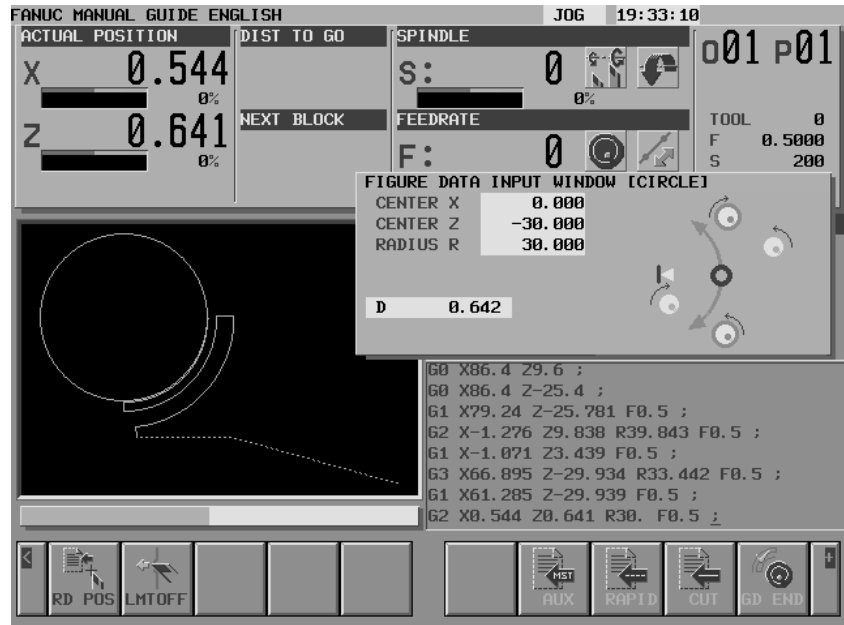 FANUC MANUAL GUIDE ENGLISH JOG 19:33:10
ACTUAL POSITION DIST TO GO SPINDLE O01 P01
X 0.544 S: 0
0% 0%
NEXT BLOCK FEEDRATE TOOL 0
Z 0.641 F: 0 F 0.5000
0% S 200
FIGURE DATA INPUT WINDOW [CIRCLE]
CENTER X 0.000
CENTER Z -30.000
RADIUS R 30.000
D 0.642
G0 X86.4 Z9.6 ;
G0 X86.4 Z-25.4 ;
G1 X79.24 Z-25.781 F0.5 ;
G2 X-1.276 Z9.838 R39.843 F0.5 ;
G1 X-1.071 Z3.439 F0.5 ;
G3 X66.895 Z-29.934 R33.442 F0.5 ;
G1 X61.285 Z-29.939 F0.5 ;
G2 X0.544 Z0.641 R30. F0.5 ;
< MST +
RD POS LMTOFF AUX RAPID CUT GD END